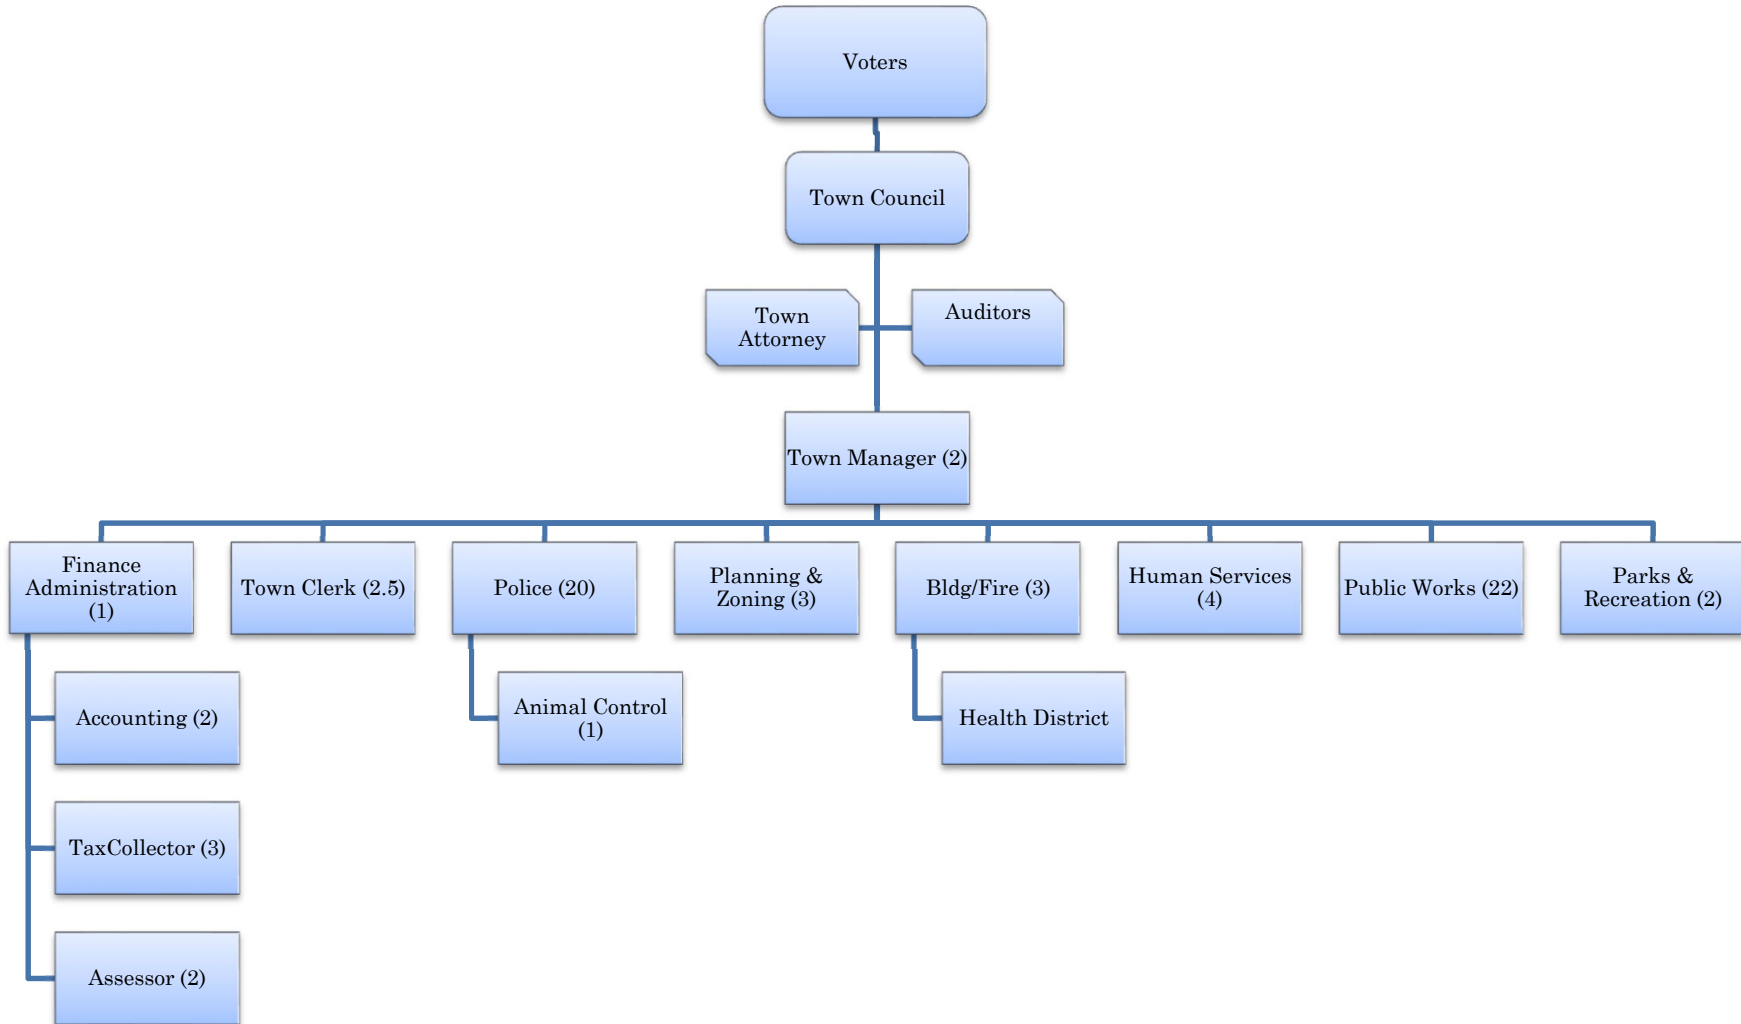 Voters
Town Council
Town
Attorney
Auditors
Town Manager (2)
Finance
Administration
(1)
Town Clerk (2.5)
Police (20)
Planning &
Zoning (3)
Bldg/Fire (3)
Human Services
(4)
Public Works (22)
Parks &
Recreation (2)
Accounting (2)
Animal Control
(1)
Health District
TaxCollector (3)
Assessor (2)